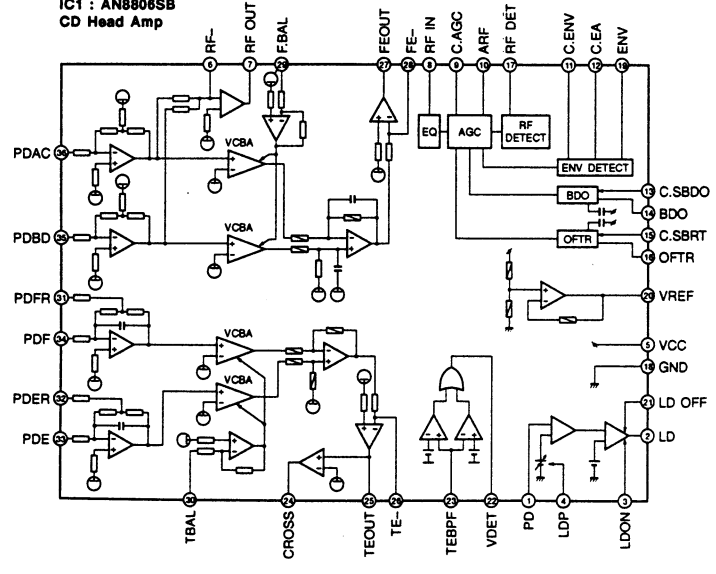 IC1 : AN8806SB
CD Head Amp
RF-
RF OUT
F.BAL
FEOUT
FE-
RF IN
C.AGC
ARF
RF DET
C.ENV
C.EA
ENV
6
7
29
27
28
8
9
10
17
11
12
19
EQ
AGC
RF
DETECT
ENV DETECT
PDAC
36
VCBA
BDO
13
C.SBDO
14
BDO
PDBD
35
VCBA
OFTR
15
C.SBRT
16
OFTR
PDFR
31
20
VREF
PDF
34
VCBA
5
VCC
18
GND
PDER
32
VCBA
21
LD OFF
PDE
33
2
LD
30
24
25
26
23
22
1
4
3
TBAL
CROSS
TEOUT
TE-
TEBPF
VDET
PD
LDP
LDON